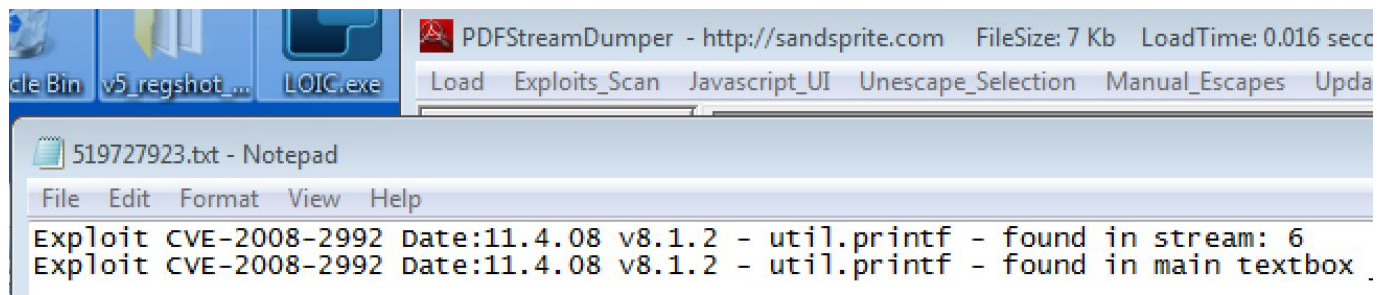 PDFStreamDumper - http://sandsprite.com FileSize: 7 Kb LoadTime: 0.016
cle Bin v5_regshot_... LOIC.exe
Load Exploits_Scan Javascript_UI Unescape_Selection Manual_Escapes Upda
519727923.txt - Notepad
File Edit Format View Help
Exploit CVE-2008-2992 Date:11.4.08 v8.1.2 - util.printf - found in stream: 6
Exploit CVE-2008-2992 Date:11.4.08 v8.1.2 - util.printf - found in main textbox